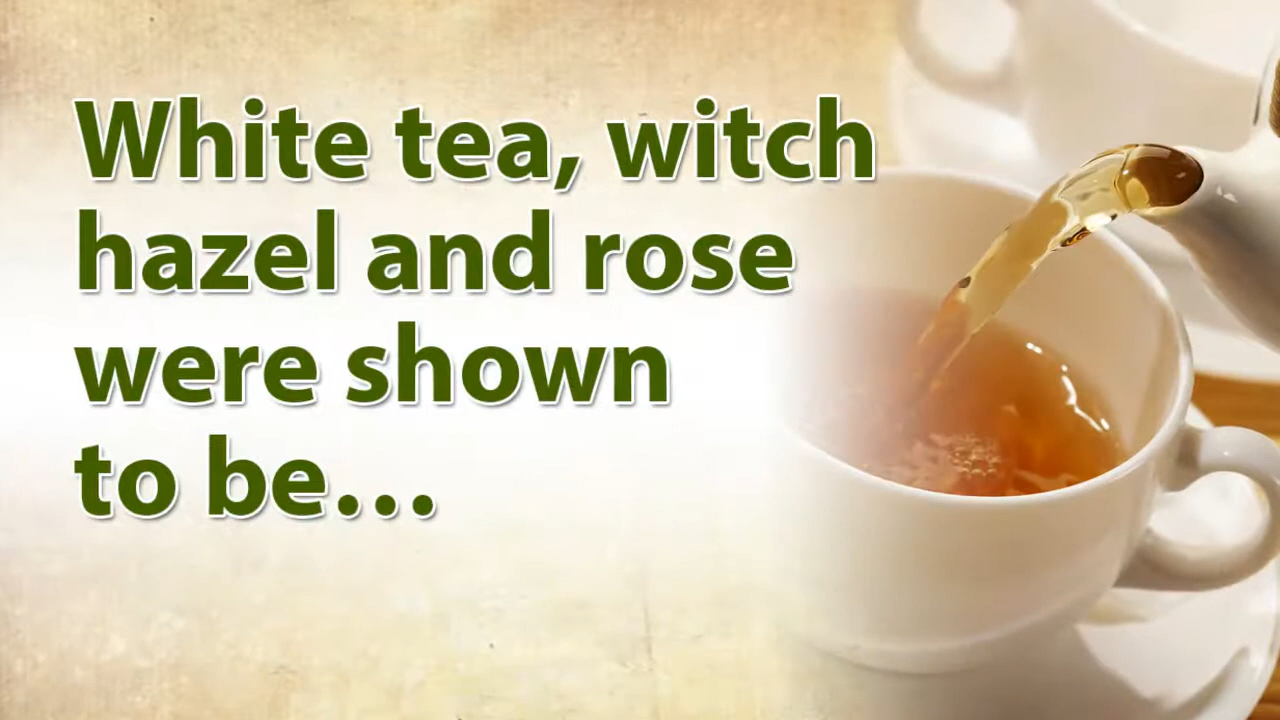 White tea, witch
hazel and rose
were shown
to be…